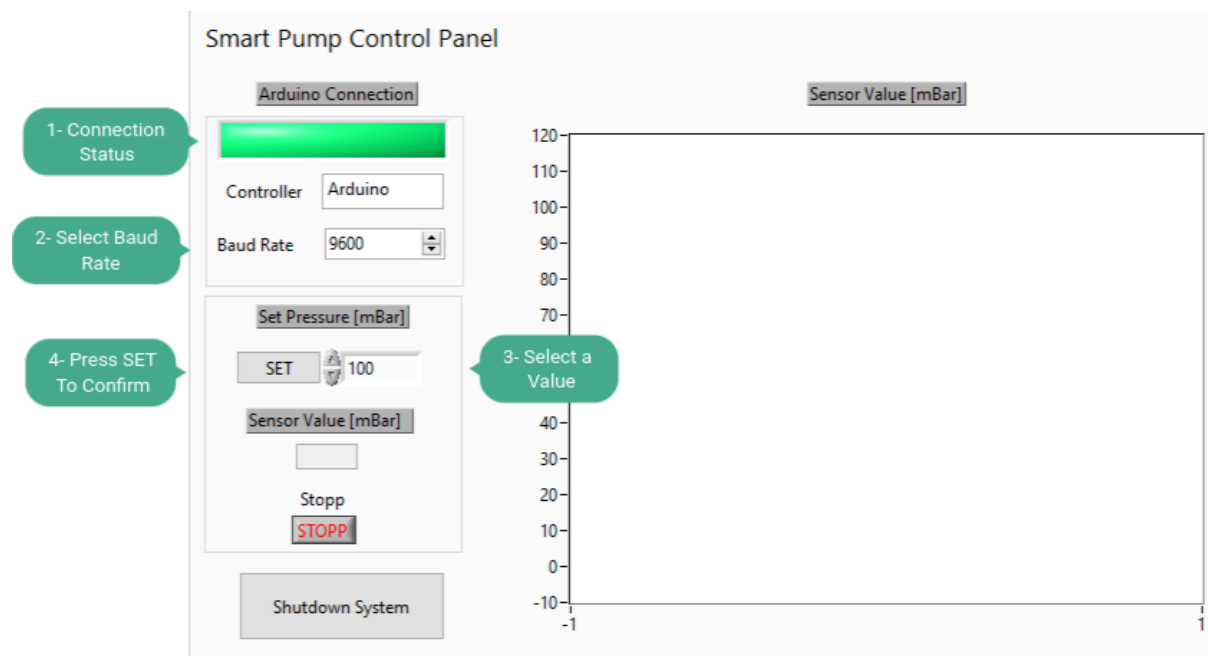 Smart Pump Control Panel
Arduino Connection
Sensor Value [mBar]
1- Connection
Status
Controller
Arduino
2- Select Baud
Rate
Baud Rate
9600
Set Pressure [mBar]
4- Press SET
To Confirm
SET
100
3- Select a
Value
Sensor Value [mBar]
Stopp
STOPP
Shutdown System
120
110
100
90
80
70
40
30
20
10
0
-10
-1
1